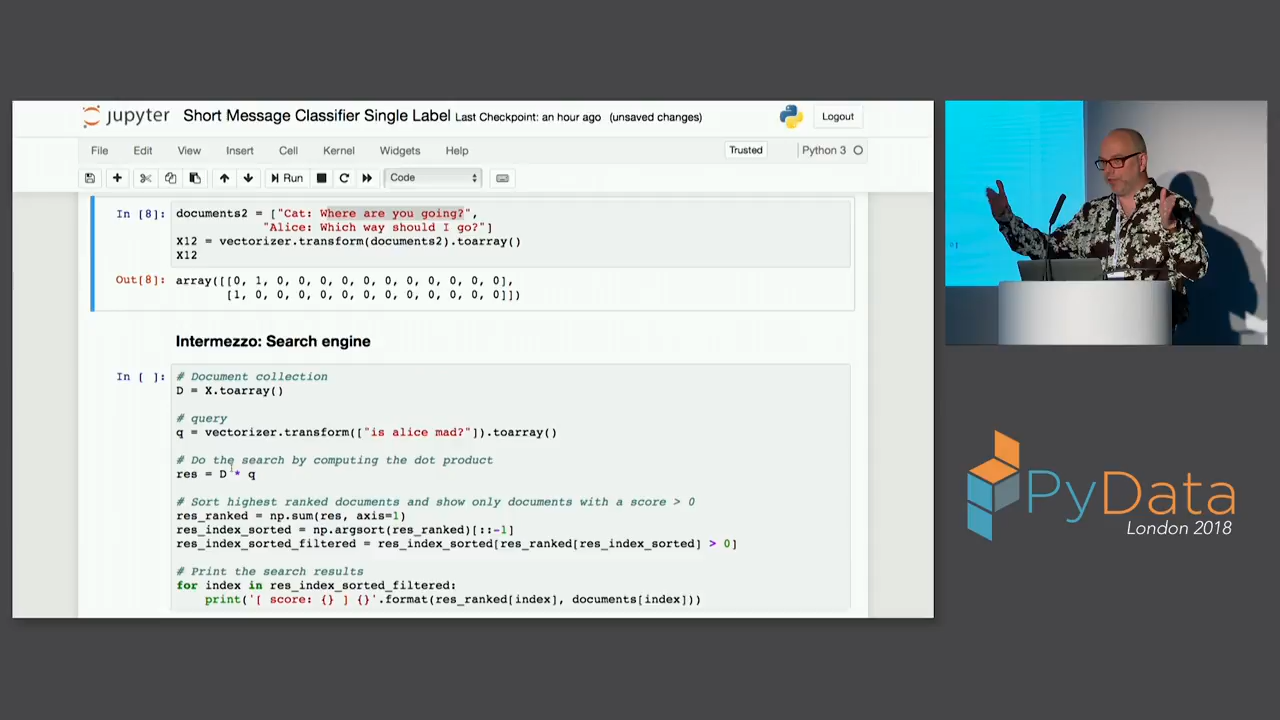 jupyter Short Message Classifier Single Label Last Checkpoint: an hour ago (unsaved changes) Logout
File Edit View Insert Cell Kernel Widgets Help Trusted Python 3
Run Code
In [8]: documents2 = ["Cat: Where are you going?",
"Alice: Which way should I go?"]
X12 = vectorizer.transform(documents2).toarray()
X12
Out[8]: array([[0, 1, 0, 0, 0, 0, 0, 0, 0, 0, 0, 0, 0],
[1, 0, 0, 0, 0, 0, 0, 0, 0, 0, 0, 0, 0]])
Intermezzo: Search engine
In [ ]: # Document collection
D = X.toarray()
# query
q = vectorizer.transform(["is alice mad?"]).toarray()
# Do the search by computing the dot product
res = D * q
# Sort highest ranked documents and show only documents with a score > 0
res_ranked = np.sum(res, axis=1)
res_index_sorted = np.argsort(res_ranked)[::-1]
res_index_sorted_filtered = res_index_sorted[res_ranked[res_index_sorted] > 0]
# Print the search results
for index in res_index_sorted_filtered:
print('[ score: {} ] {}'.format(res_ranked[index], documents[index]))
PyData
London 2018